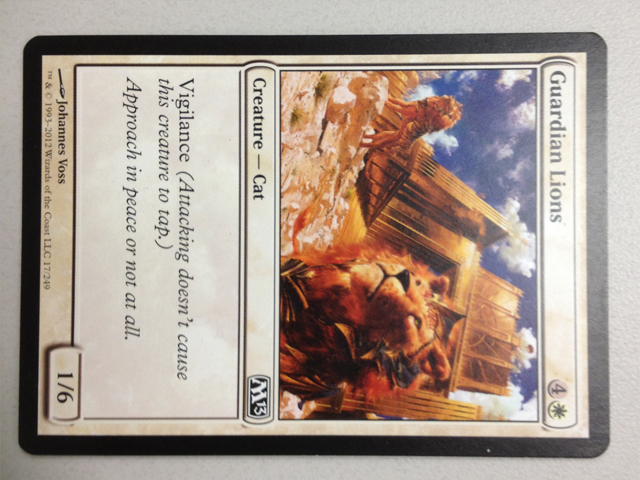 Guardian Lions
4
Creature — Cat
M13
Vigilance (Attacking doesn't cause
this creature to tap.)
Approach in peace or not at all.
1/6
Johannes Voss
™ & © 1993–2012 Wizards of the Coast LLC 17/249